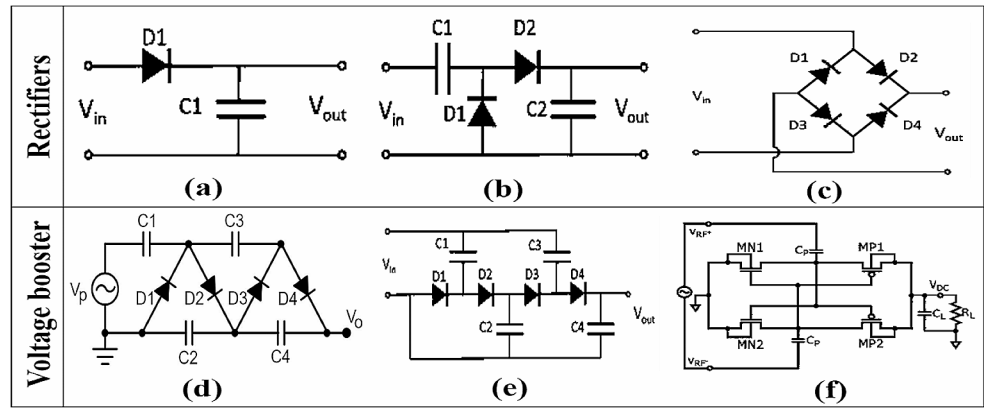 Rectifiers
D1
C1
V_in
V_out
(a)
C1
D2
D1
C2
V_in
V_out
(b)
D1
D2
D3
D4
V_in
V_out
(c)
Voltage booster
C1
C3
V_p
D1
D2
D3
D4
V_o
C2
C4
(d)
C1
C3
V_in
D1
D2
D3
D4
C2
C4
V_out
(e)
V_RF+
MN1
C_P
MP1
V_DC
C_L
R_L
MN2
C_P
MP2
V_RF-
(f)